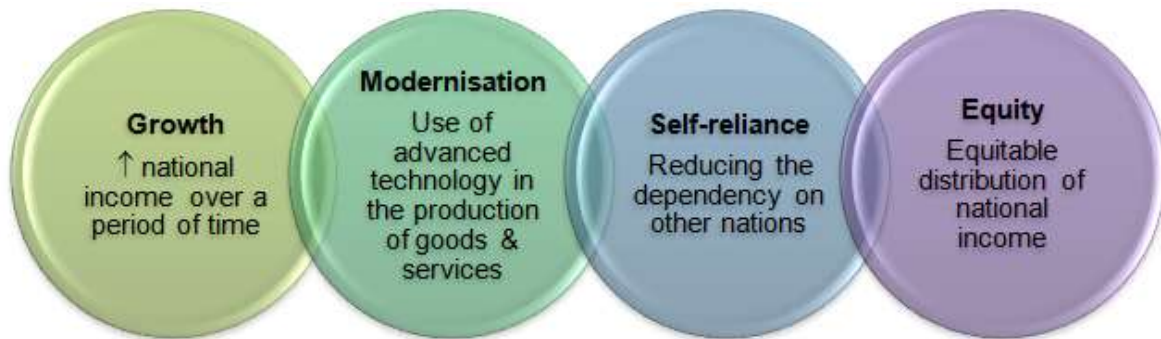 Growth
↑ national
income over a
period of time
Modernisation
Use of
advanced
technology in
the production
of goods &
services
Self-reliance
Reducing the
dependency on
other nations
Equity
Equitable
distribution of
national
income